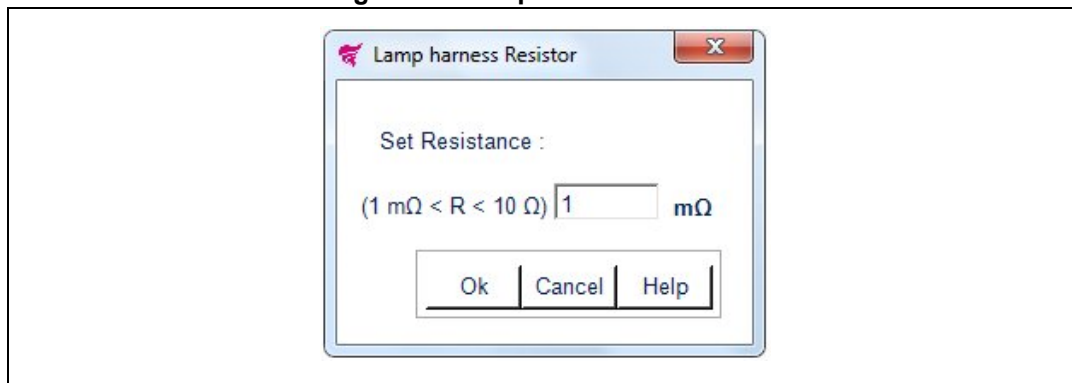 Lamp harness Resistor
Set Resistance :
(1 mΩ < R < 10 Ω) 1 mΩ
Ok Cancel Help